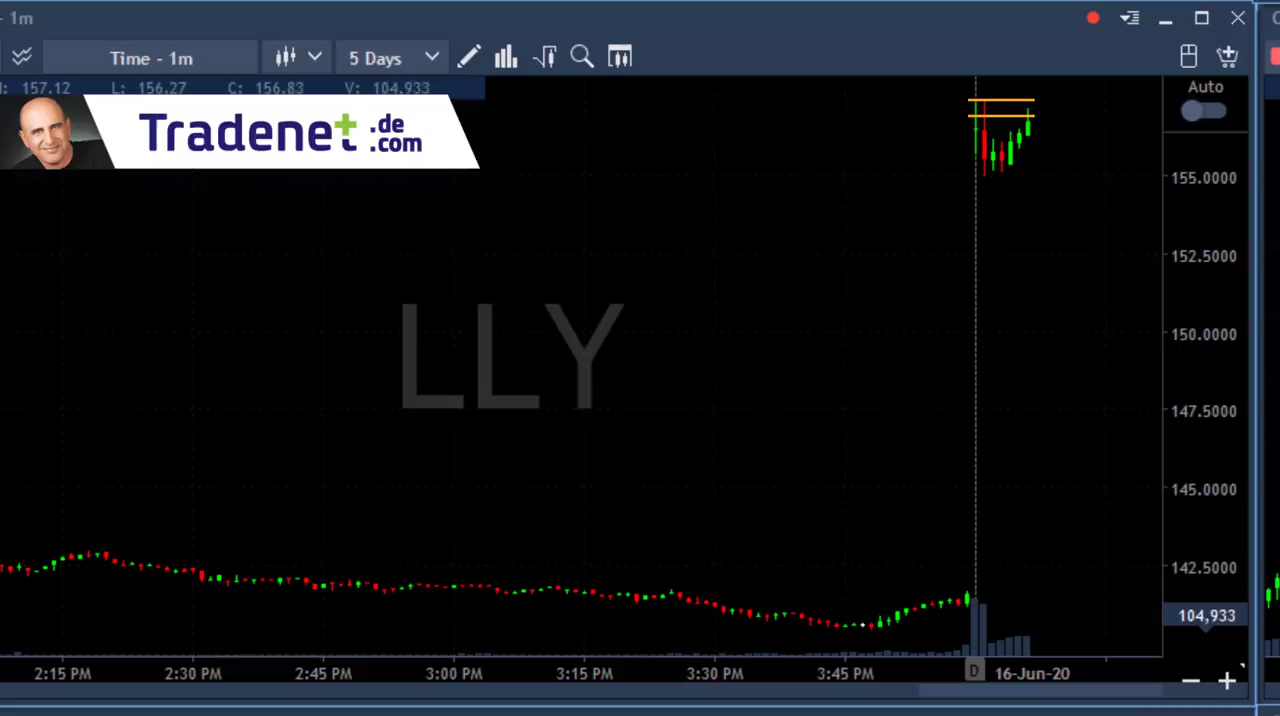 - 1m
Time - 1m
5 Days
: 157.12 L: 156.27 C: 156.83 V: 104,933
Auto
Tradenet .de
.com
155.0000
152.5000
LLY
150.0000
147.5000
145.0000
142.5000
104,933
2:15 PM 2:30 PM 2:45 PM 3:00 PM 3:15 PM 3:30 PM 3:45 PM D 16-Jun-20